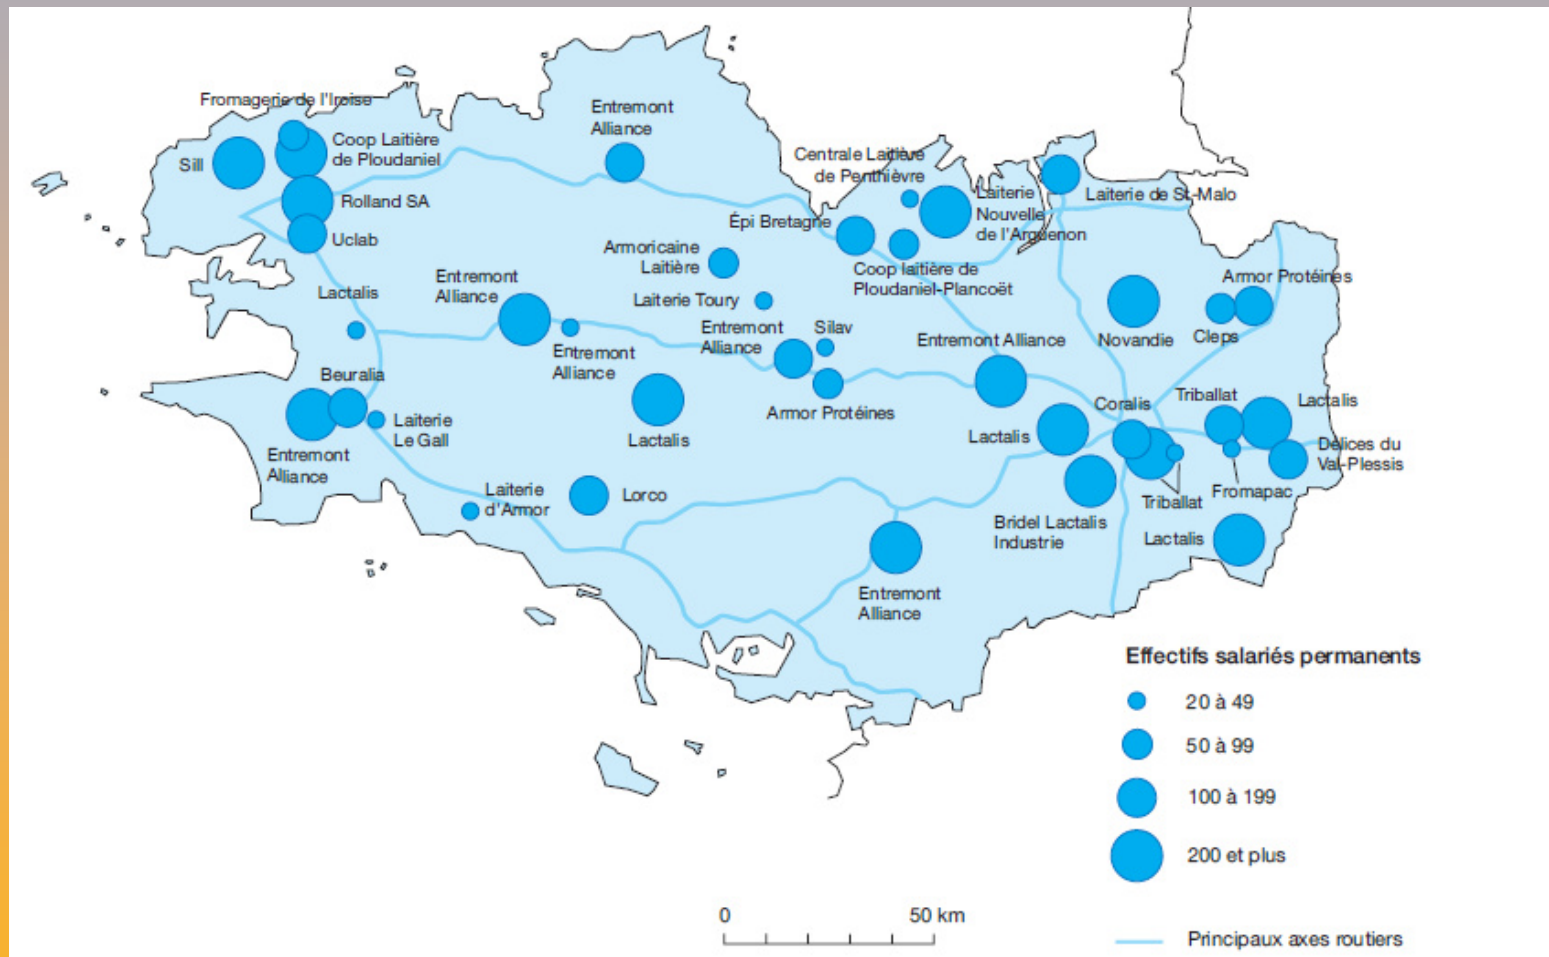 Fromagerie de l'Iroise
Sill
Coop Laitière
de Ploudaniel
Rolland SA
Uclab
Lactalis
Entremont
Alliance
Centrale Laitière
de Penthièvre
Laiterie
Nouvelle
de l'Arguenon
Laiterie de St-Malo
Épi Bretagne
Coop laitière de
Ploudaniel-Plancoët
Armoricaine
Laitière
Laiterie Toury
Entremont
Alliance
Entremont
Alliance
Entremont
Alliance
Silav
Armor Protéines
Entremont Alliance
Novandie
Armor Protéines
Cleps
Beuralia
Laiterie
Le Gall
Entremont
Alliance
Lactalis
Laiterie
d'Armor
Lorco
Lactalis
Coralis
Triballat
Lactalis
Délices du
Val-Plessis
Fromapac
Triballat
Bridel Lactalis
Industrie
Lactalis
Entremont
Alliance
Effectifs salariés permanents
20 à 49
50 à 99
100 à 199
200 et plus
0 50 km
Principaux axes routiers